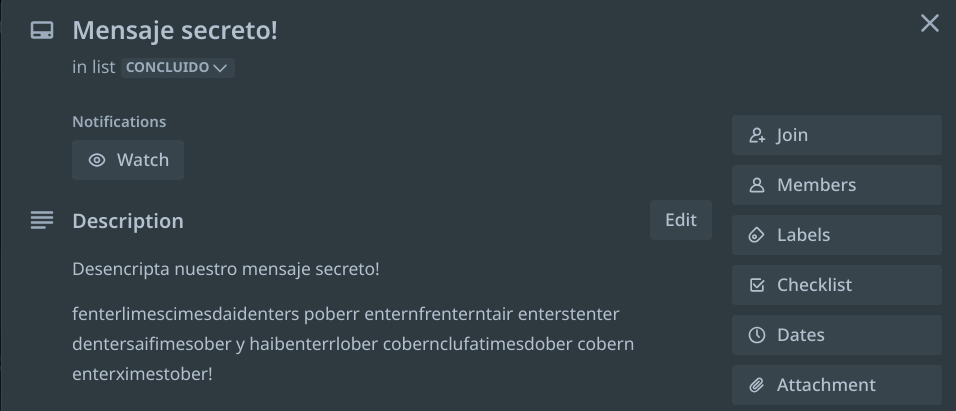 Mensaje secreto!
in list CONCLUIDO
Notifications
Watch
Description
Edit
Desencripta nuestro mensaje secreto!
fenterlimescimesdaidenters poberr enternfrenterntair enterstenter
dentersaifimesober y haibenterrlober cobernclufatimesdober cobern
enterximestober!
Join
Members
Labels
Checklist
Dates
Attachment